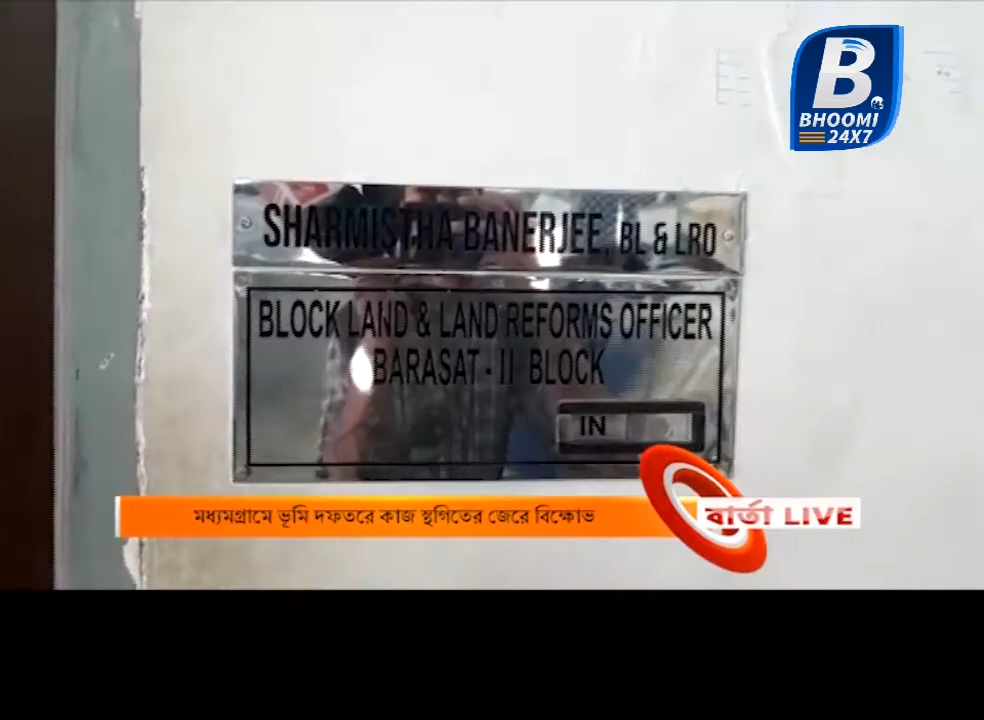 B
BHOOMI
24X7
SHARMISTHA BANERJEE, BL & LRO
BLOCK LAND & LAND REFORMS OFFICER
BARASAT - II BLOCK
IN
মধ্যমগ্রামে ভূমি দফতরে কাজ স্থগিতের জেরে বিক্ষোভ
বার্তা LIVE